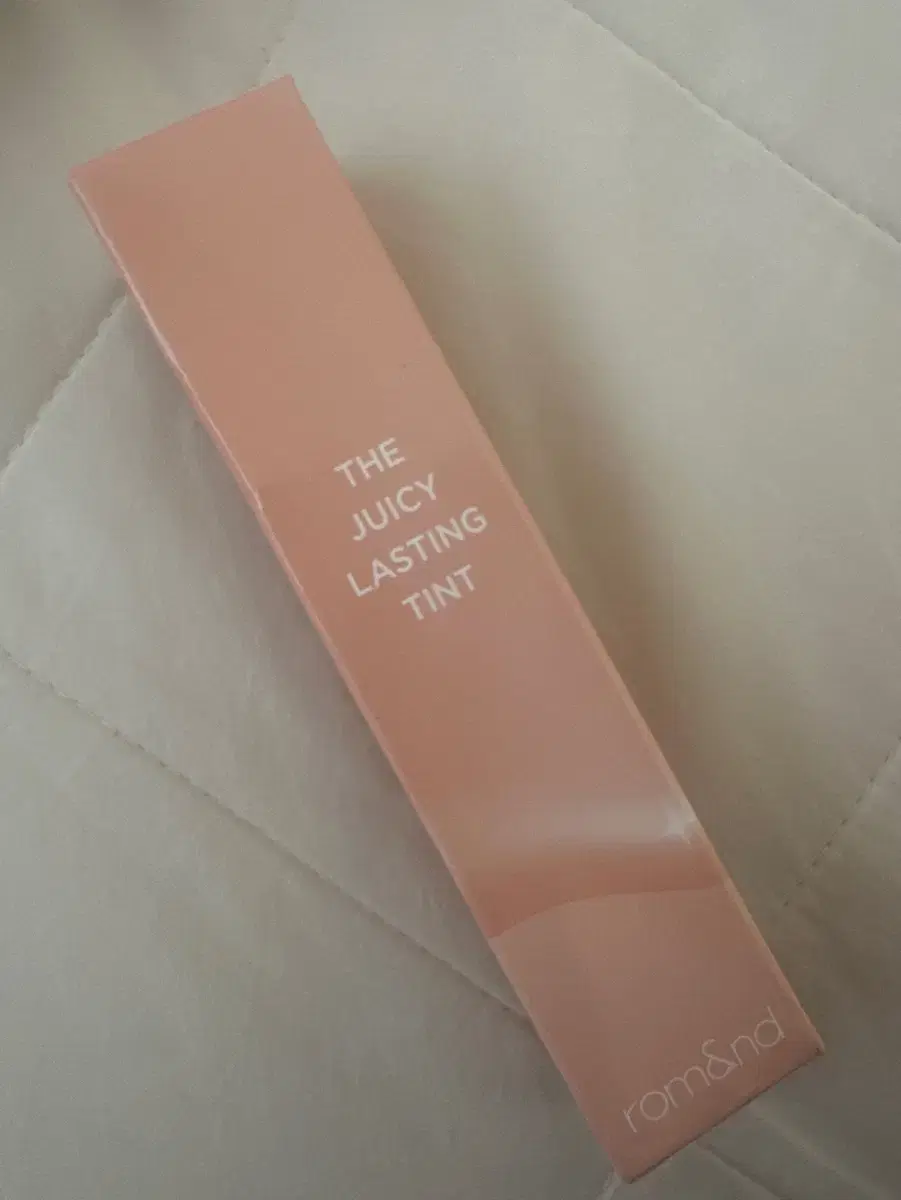 THE
JUICY
LASTING
TINT
rom&nd